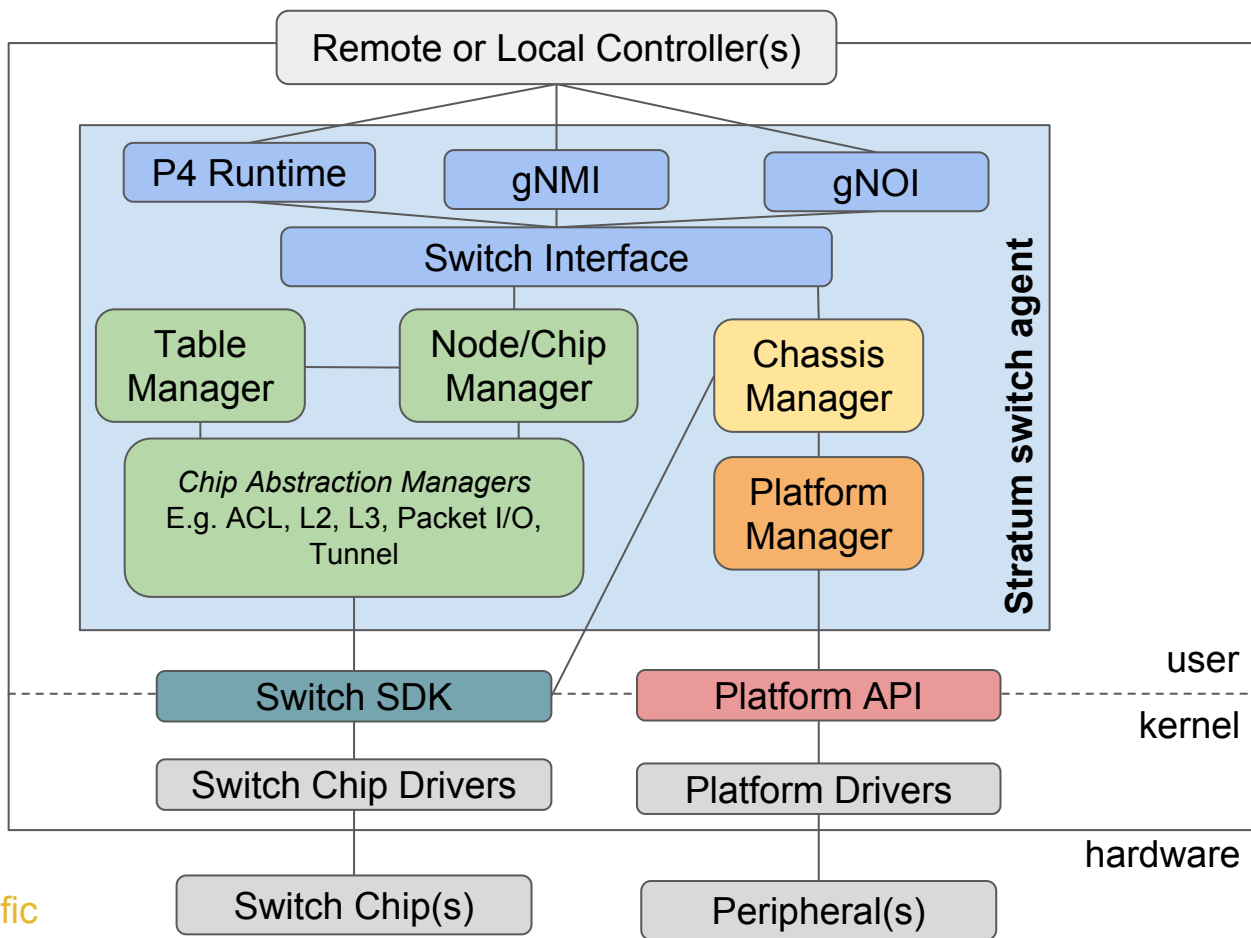 Remote or Local Controller(s)
P4 Runtime
gNMI
gNOI
Switch Interface
Table
Manager
Node/Chip
Manager
Chassis
Manager
Chip Abstraction Managers
E.g. ACL, L2, L3, Packet I/O,
Tunnel
Platform
Manager
Stratum switch agent
user
Switch SDK
Platform API
kernel
Switch Chip Drivers
Platform Drivers
hardware
Switch Chip(s)
Peripheral(s)
fic